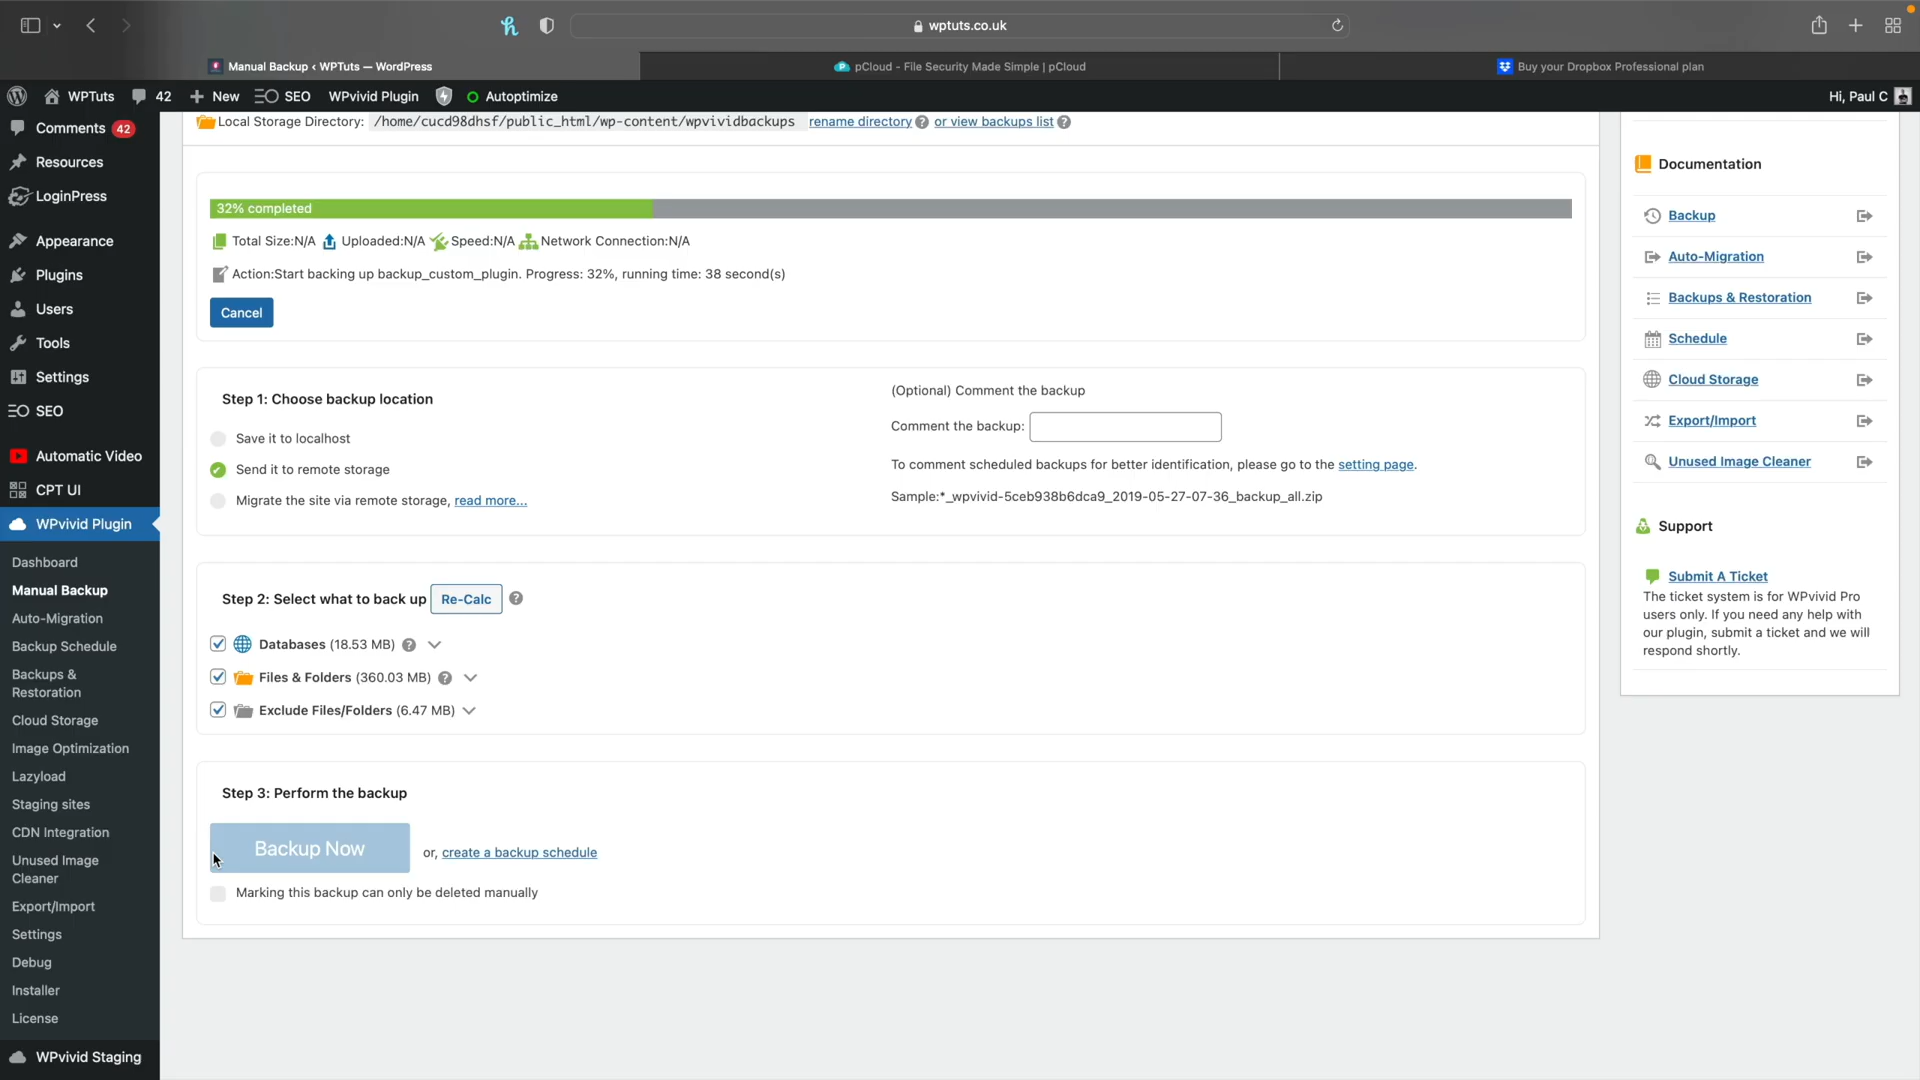 wptuts.co.uk
Manual Backup < WPTuts — WordPress
pCloud - File Security Made Simple | pCloud
Buy your Dropbox Professional plan
WPTuts 42 New SEO WPvivid Plugin Autoptimize Hi, Paul C
Comments 42
Resources
LoginPress
Appearance
Plugins
Users
Tools
Settings
SEO
Automatic Video
CPT UI
WPvivid Plugin
Dashboard
Manual Backup
Auto-Migration
Backup Schedule
Backups &
Restoration
Cloud Storage
Image Optimization
Lazyload
Staging sites
CDN Integration
Unused Image
Cleaner
Export/Import
Settings
Debug
Installer
License
WPvivid Staging
Local Storage Directory: /home/cucd98dhsf/public_html/wp-content/wpvividbackups rename directory ? or view backups list ?
32% completed
Total Size:N/A Uploaded:N/A Speed:N/A Network Connection:N/A
Action:Start backing up backup_custom_plugin. Progress: 32%, running time: 38 second(s)
Cancel
Step 1: Choose backup location
Save it to localhost
Send it to remote storage
Migrate the site via remote storage, read more...
(Optional) Comment the backup
Comment the backup:
To comment scheduled backups for better identification, please go to the setting page.
Sample:*_wpvivid-5ceb938b6dca9_2019-05-27-07-36_backup_all.zip
Step 2: Select what to back up Re-Calc ?
Databases (18.53 MB) ?
Files & Folders (360.03 MB) ?
Exclude Files/Folders (6.47 MB)
Step 3: Perform the backup
Backup Now or, create a backup schedule
Marking this backup can only be deleted manually
Documentation
Backup
Auto-Migration
Backups & Restoration
Schedule
Cloud Storage
Export/Import
Unused Image Cleaner
Support
Submit A Ticket
The ticket system is for WPvivid Pro
users only. If you need any help with
our plugin, submit a ticket and we will
respond shortly.